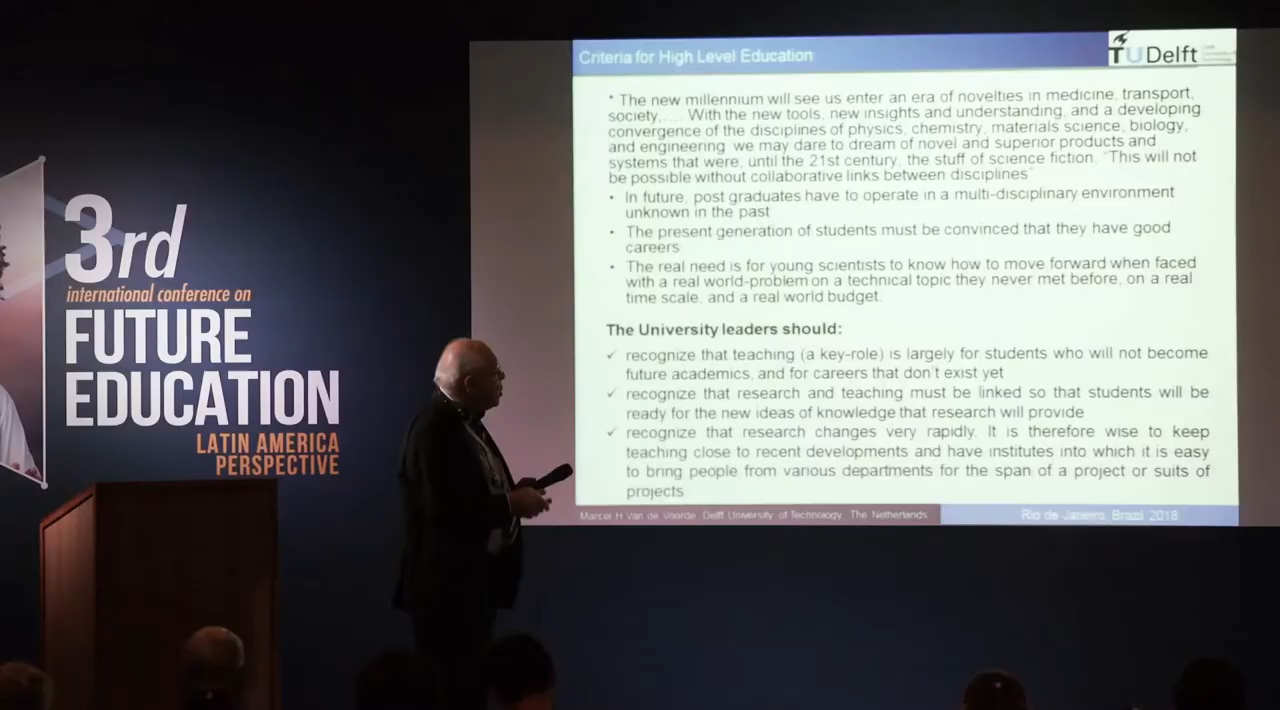 3rd
international conference on
FUTURE
EDUCATION
LATIN AMERICA
PERSPECTIVE
Criteria for High Level Education
TU Delft
* The new millennium will see us enter an era of novelties in medicine, transport,
society,.... With the new tools, new insights and understanding, and a developing
convergence of the disciplines of physics, chemistry, materials science, biology,
and engineering we may dare to dream of novel and superior products and
systems that were, until the 21st century, the stuff of science fiction. "This will not
be possible without collaborative links between disciplines"
• In future, post graduates have to operate in a multi-disciplinary environment
unknown in the past
• The present generation of students must be convinced that they have good
careers
• The real need is for young scientists to know how to move forward when faced
with a real world-problem on a technical topic they never met before, on a real
time scale, and a real world budget.
The University leaders should:
✓ recognize that teaching (a key-role) is largely for students who will not become
future academics, and for careers that don't exist yet
✓ recognize that research and teaching must be linked so that students will be
ready for the new ideas of knowledge that research will provide
✓ recognize that research changes very rapidly. It is therefore wise to keep
teaching close to recent developments and have institutes into which it is easy
to bring people from various departments for the span of a project or suits of
projects
Marcel H. Van de Voorde Delft University of Technology The Netherlands
Rio de Janeiro, Brazil 2018